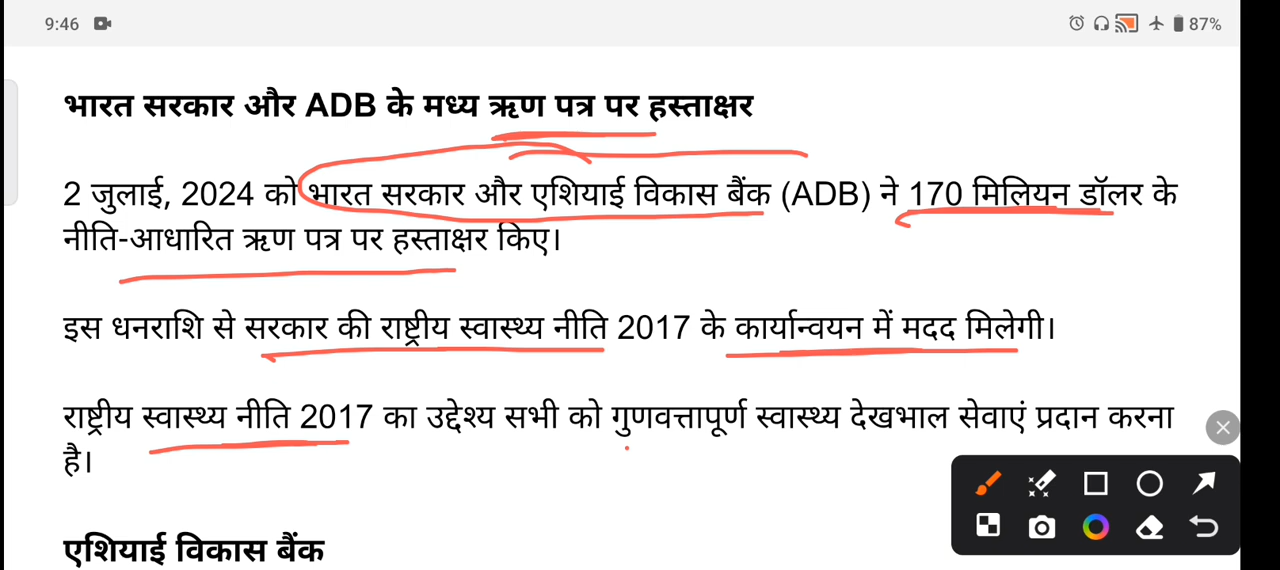 9:46
87%
भारत सरकार और ADB के मध्य ऋण पत्र पर हस्ताक्षर
2 जुलाई, 2024 को भारत सरकार और एशियाई विकास बैंक (ADB) ने 170 मिलियन डॉलर के
नीति-आधारित ऋण पत्र पर हस्ताक्षर किए।
इस धनराशि से सरकार की राष्ट्रीय स्वास्थ्य नीति 2017 के कार्यान्वयन में मदद मिलेगी।
राष्ट्रीय स्वास्थ्य नीति 2017 का उद्देश्य सभी को गुणवत्तापूर्ण स्वास्थ्य देखभाल सेवाएं प्रदान करना
है।
एशियाई विकास बैंक